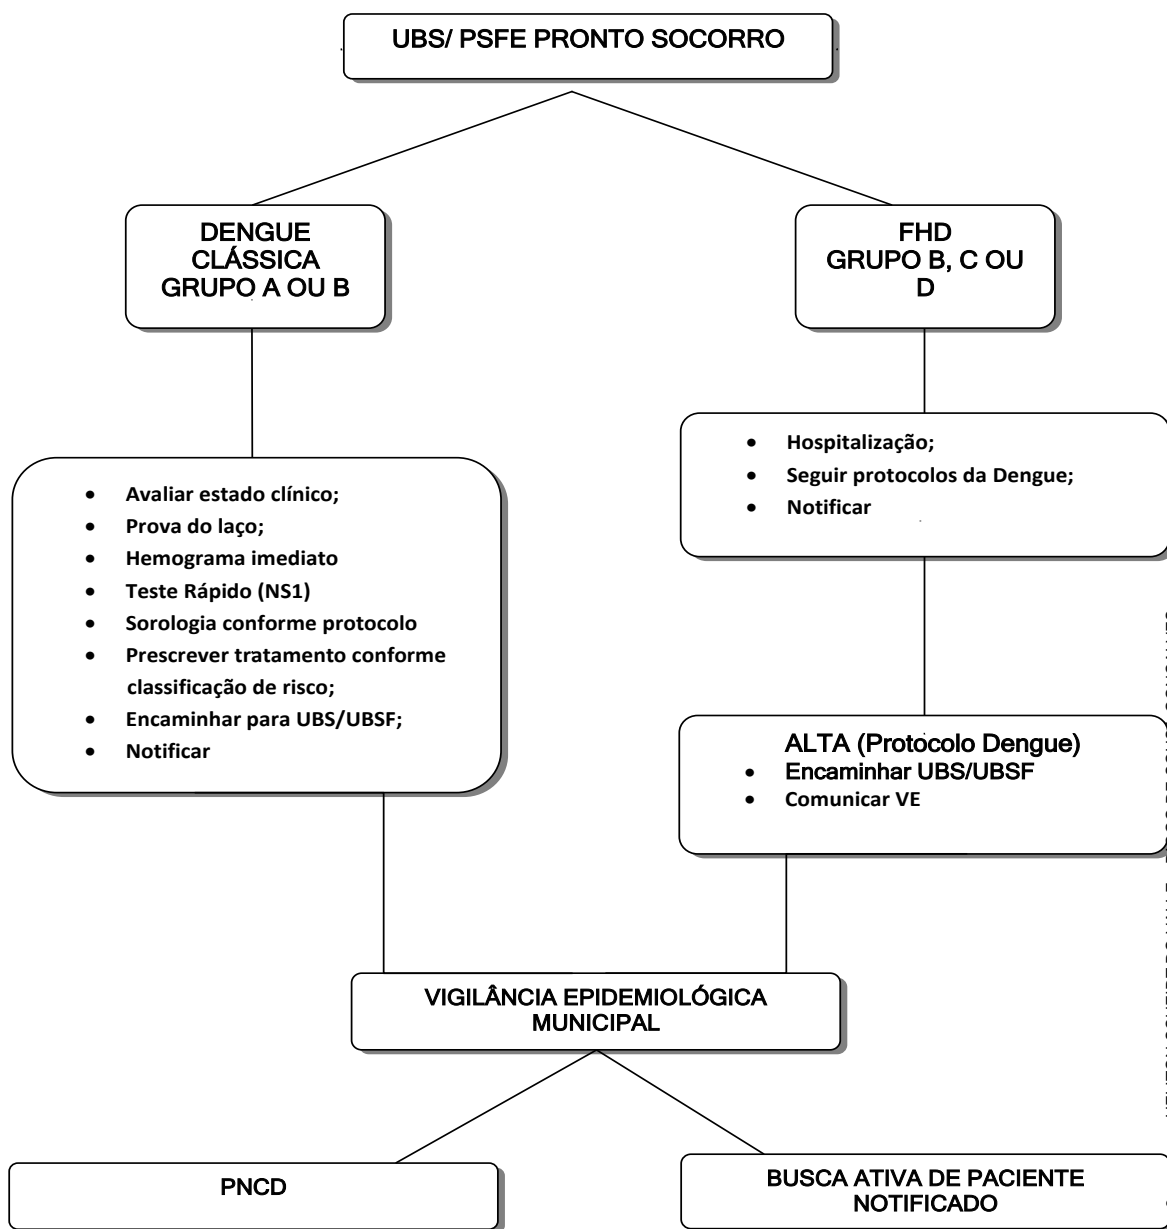 UBS/ PSFE PRONTO SOCORRO
DENGUE
CLÁSSICA
GRUPO A OU B
FHD
GRUPO B, C OU
D
• Avaliar estado clínico;
• Prova do laço;
• Hemograma imediato
• Teste Rápido (NS1)
• Sorologia conforme protocolo
• Prescrever tratamento conforme
classificação de risco;
• Encaminhar para UBS/UBSF;
• Notificar
• Hospitalização;
• Seguir protocolos da Dengue;
• Notificar
ALTA (Protocolo Dengue)
• Encaminhar UBS/UBSF
• Comunicar VE
VIGILÂNCIA EPIDEMIOLÓGICA
MUNICIPAL
PNCD
BUSCA ATIVA DE PACIENTE
NOTIFICADO